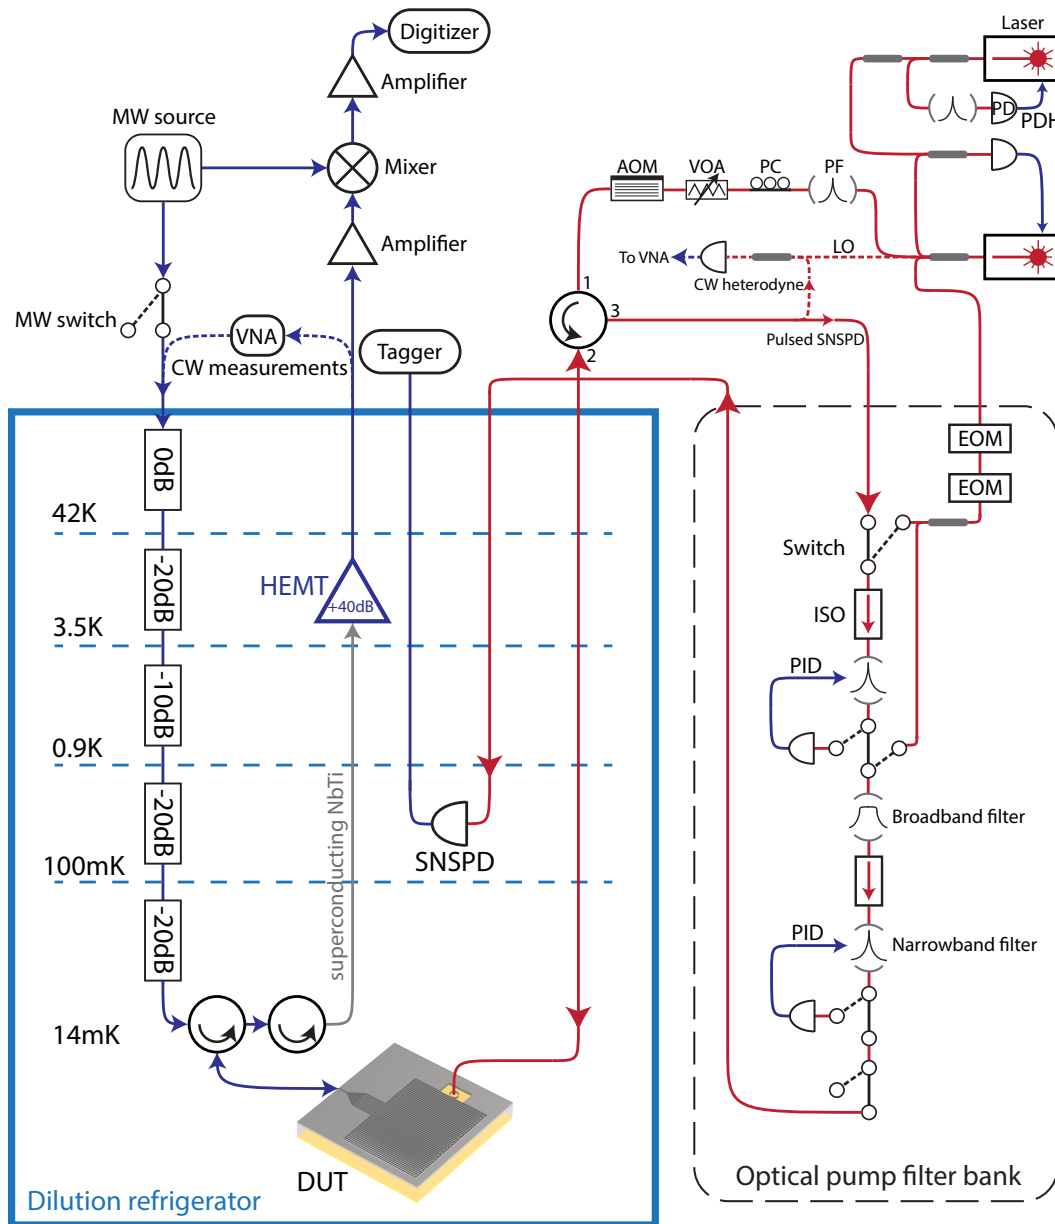 Digitizer
Laser
Amplifier
PD
PDH
MW source
Mixer
AOM
VOA
PC
PF
Amplifier
To VNA
LO
CW heterodyne
1
3
2
Pulsed SNSPD
MW switch
VNA
CW measurements
Tagger
0dB
42K
-20dB
HEMT
+40dB
3.5K
-10dB
0.9K
-20dB
superconducting NbTi
SNSPD
100mK
-20dB
14mK
DUT
Dilution refrigerator
EOM
EOM
Switch
ISO
PID
Broadband filter
PID
Narrowband filter
Optical pump filter bank